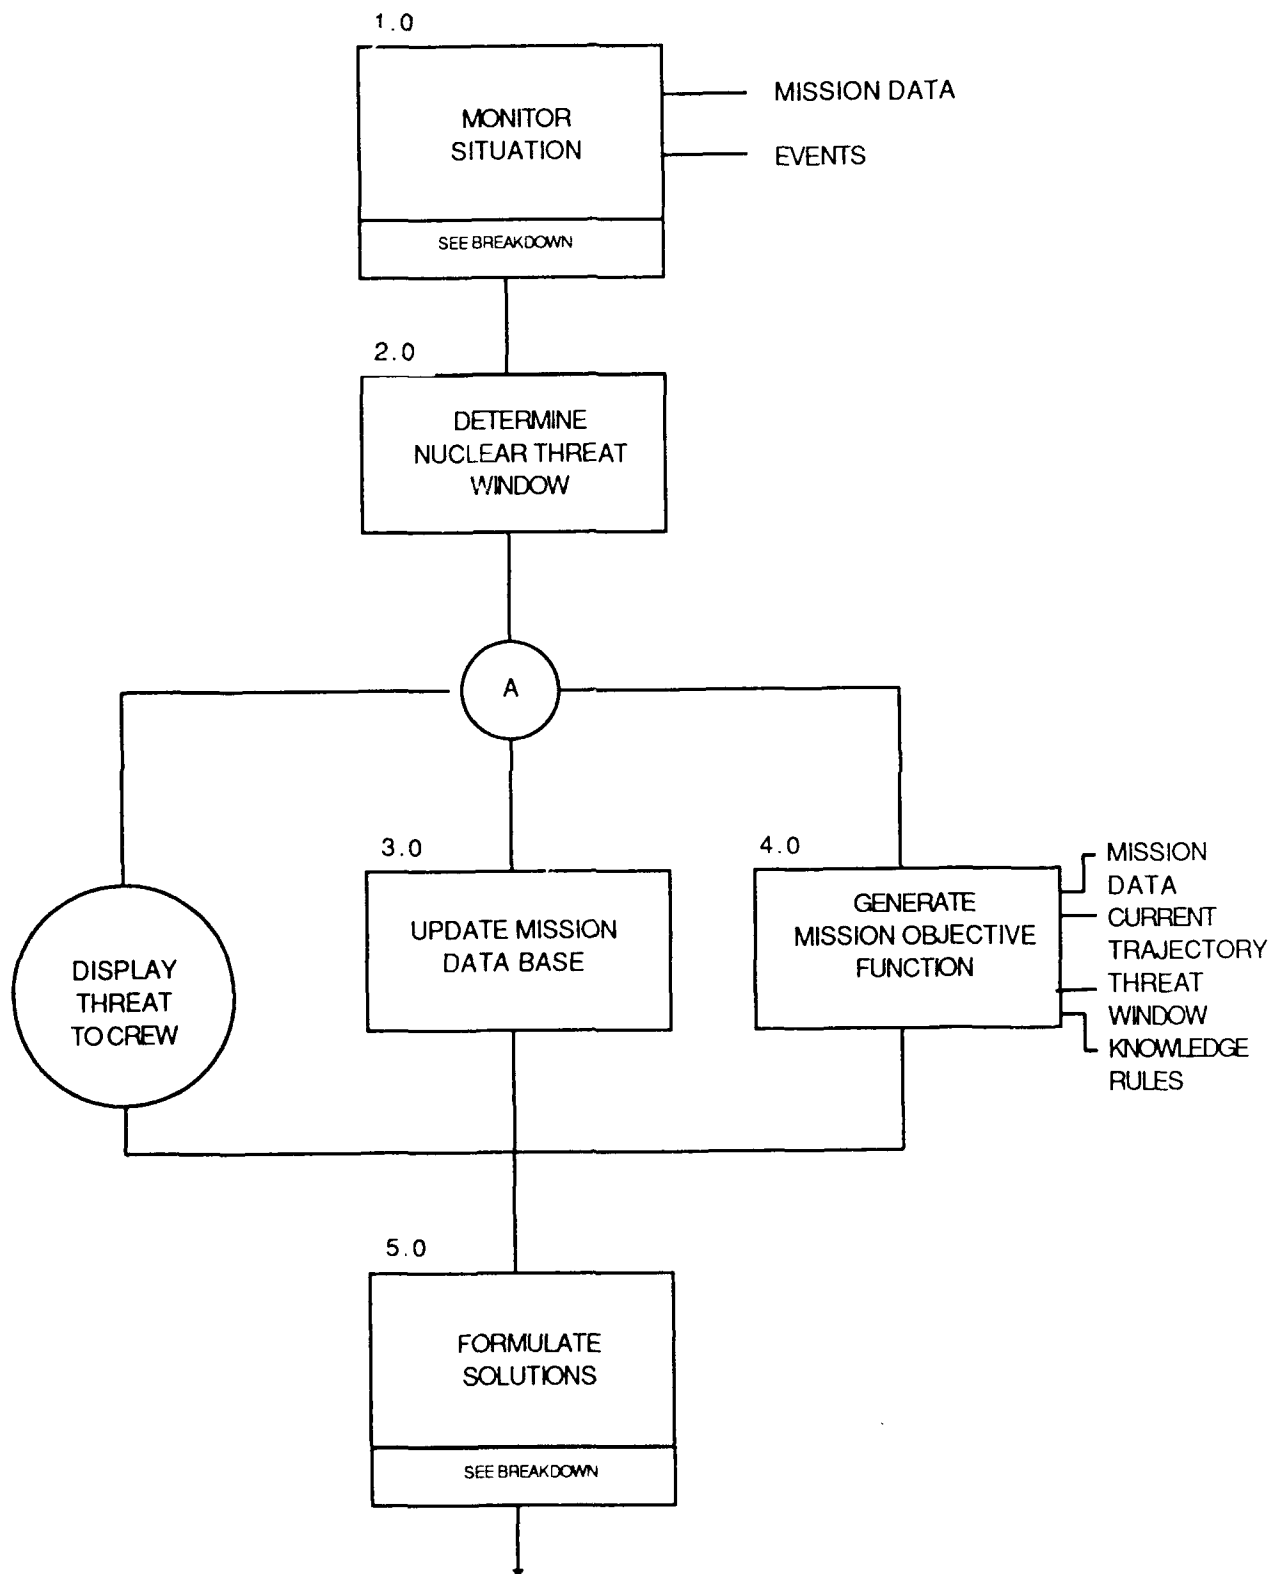 1.0
MONITOR
SITUATION
MISSION DATA
EVENTS
SEE BREAKDOWN
2.0
DETERMINE
NUCLEAR THREAT
WINDOW
A
DISPLAY
THREAT
TO CREW
3.0
UPDATE MISSION
DATA BASE
4.0
GENERATE
MISSION OBJECTIVE
FUNCTION
MISSION
DATA
CURRENT
TRAJECTORY
THREAT
WINDOW
KNOWLEDGE
RULES
5.0
FORMULATE
SOLUTIONS
SEE BREAKDOWN